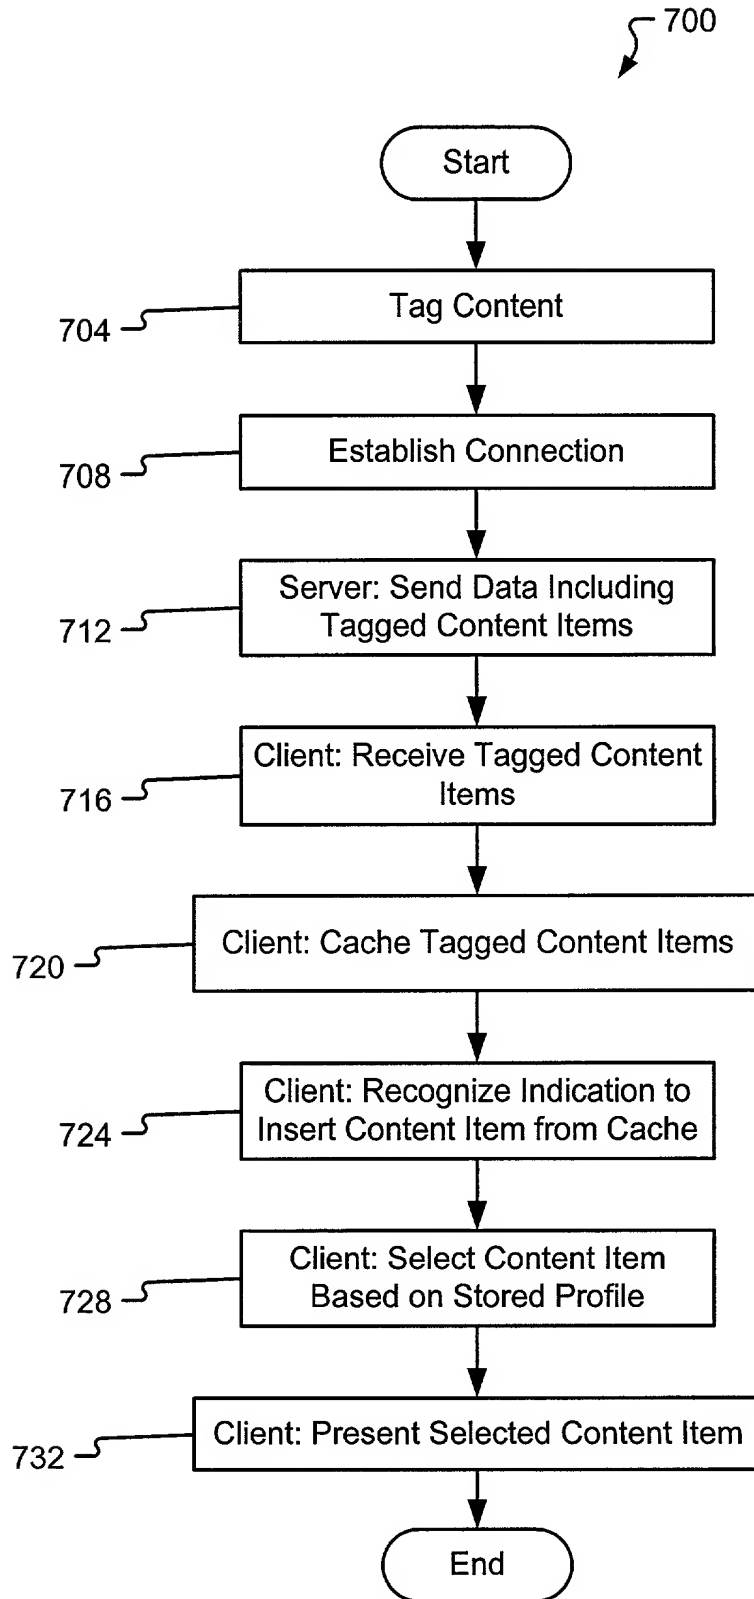 700
Start
Tag Content
704
Establish Connection
708
Server: Send Data Including
Tagged Content Items
712
Client: Receive Tagged Content
Items
716
Client: Cache Tagged Content Items
720
Client: Recognize Indication to
Insert Content Item from Cache
724
Client: Select Content Item
Based on Stored Profile
728
Client: Present Selected Content Item
732
End